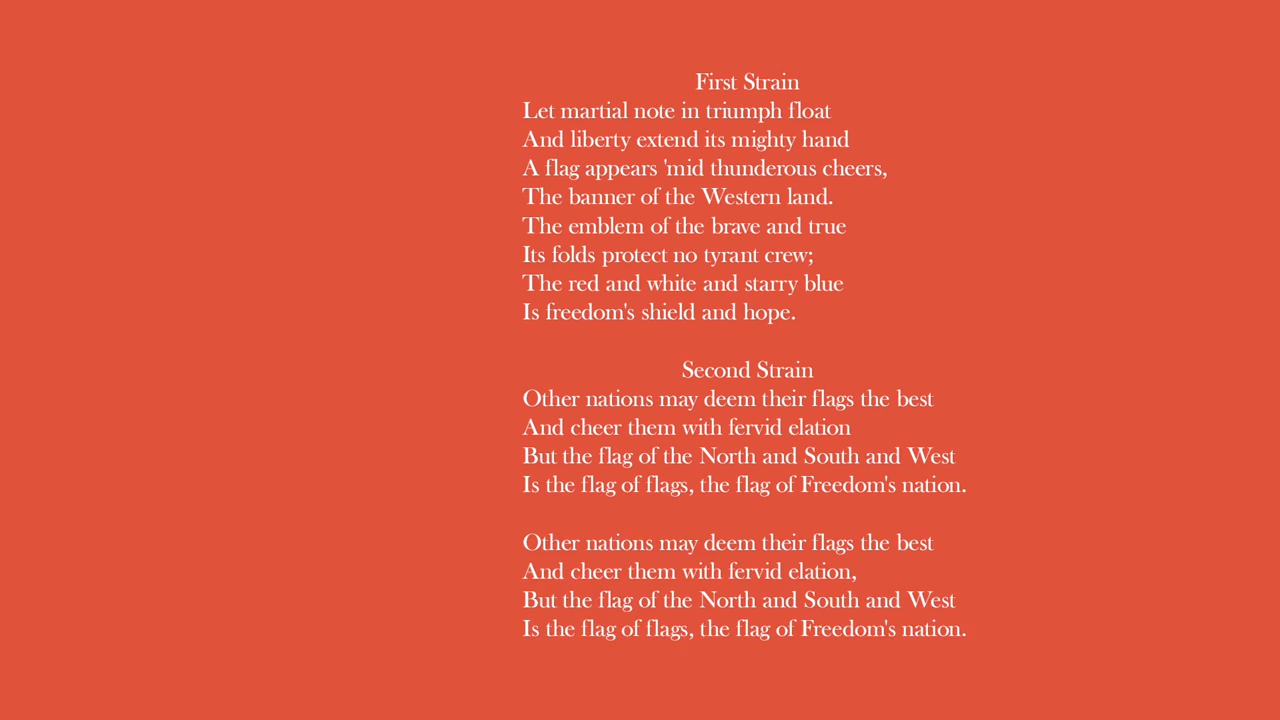 First Strain
Let martial note in triumph float
And liberty extend its mighty hand
A flag appears 'mid thunderous cheers,
The banner of the Western land.
The emblem of the brave and true
Its folds protect no tyrant crew;
The red and white and starry blue
Is freedom's shield and hope.
Second Strain
Other nations may deem their flags the best
And cheer them with fervid elation
But the flag of the North and South and West
Is the flag of flags, the flag of Freedom's nation.
Other nations may deem their flags the best
And cheer them with fervid elation,
But the flag of the North and South and West
Is the flag of flags, the flag of Freedom's nation.